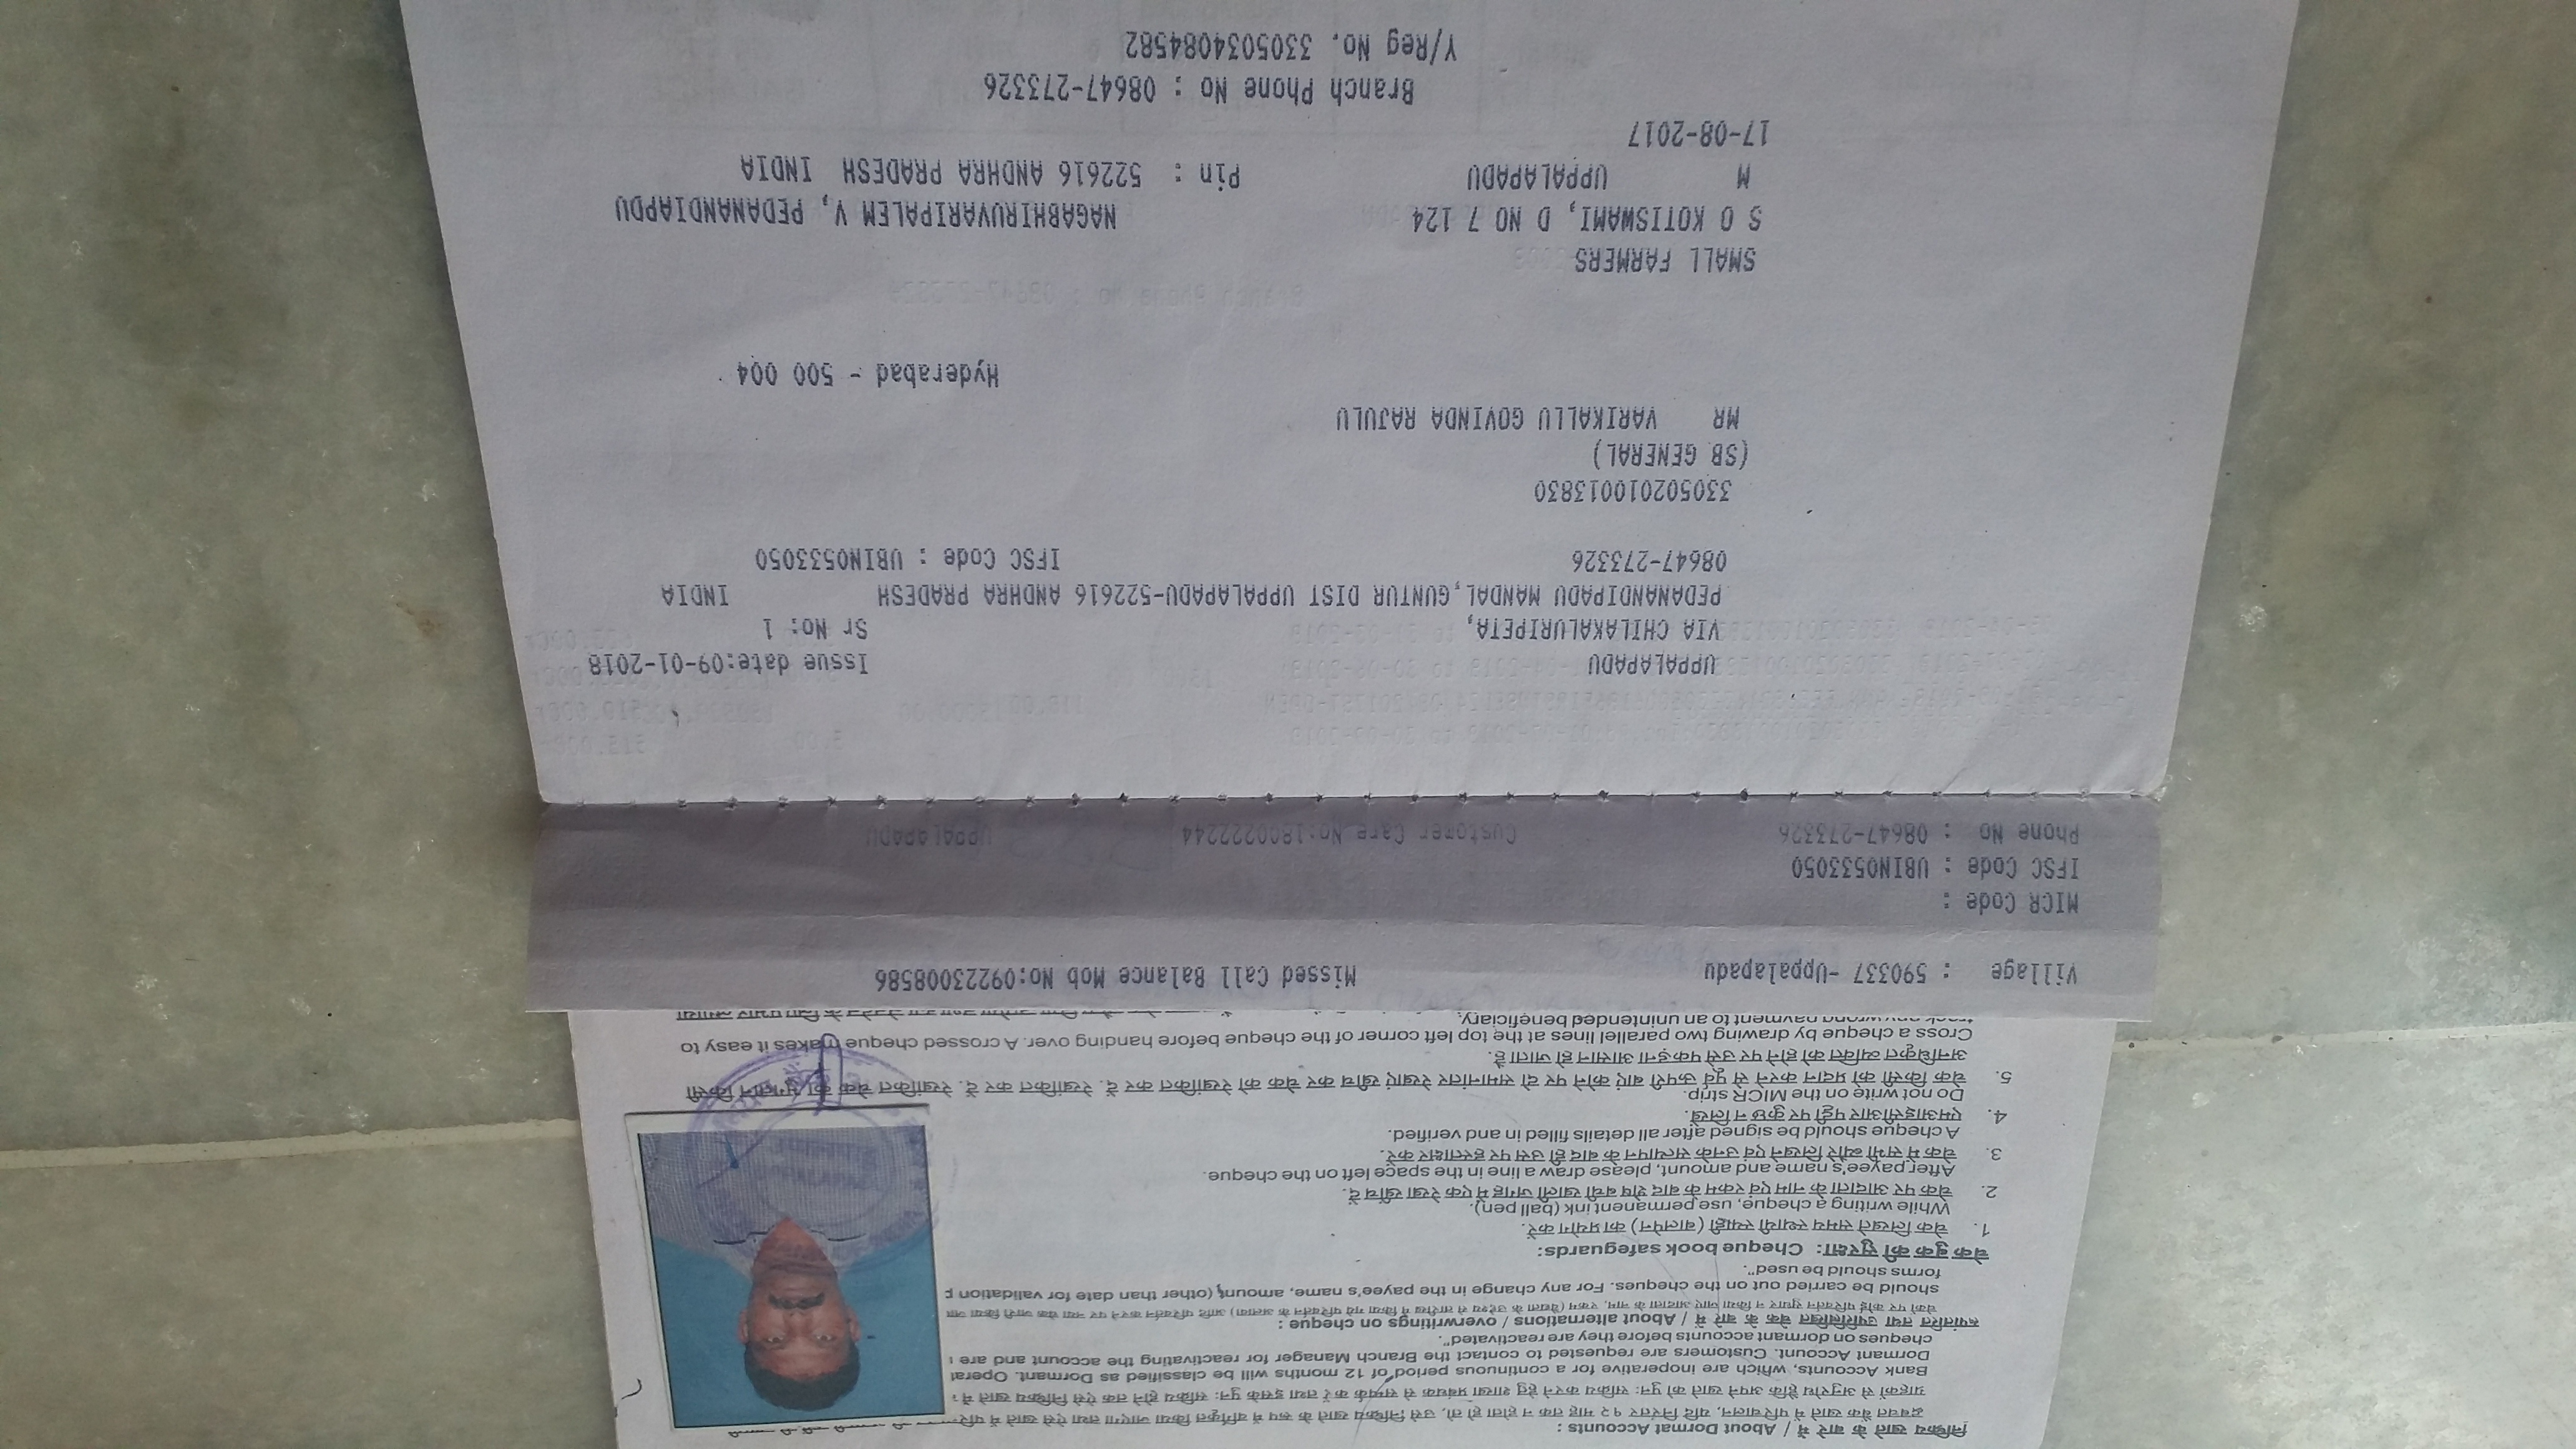 निष्क्रिय खाते के बारे में / About Dormat Accounts :
द्वबचत बैंक खाते में परिचालन, यदि निरंतर १२ माह तक न होता हो तो, उसे निष्क्रिय खाते के रूप में वर्गिकृत किया जाएगा तथा ऐसे खाते में
ग्राहकों से अनुरोध हैकि अपने खाते को पुनः सक्रिय करने हेतु शाखा प्रबंधक से सम्पर्क करें तथा इसके पुनः सक्रिय होने तक ऐसे निष्क्रिय खाते में
Bank Accounts, which are inoperative for a continuous period of 12 months will be classified as Dormant. Operat
Dormant Account. Customers are requested to contact the Branch Manager for reactivating the account and are
cheques on dormant accounts before they are reactivated".
रूपांतरित तथा उपरिलिखित चेक के बारे में / About alternations / overwritings on cheque :
चेकों पर कोई परिवर्तन सुधार न किया जाए आदाता के नाम, रकम (वैद्यता के उद्देश्य से तारीख में किया गये परिवर्तन के अलावा) आदि परिवर्तन करने पर नया चेक जारी किया
should be carried out on the cheques. For any change in the payee's name, amount, (other than date for validation p
forms should be used".
चेक बुक की सुरक्षा: Cheque book safeguards:
1. चेक लिखते समय स्थायी स्याही (बालपेन) का प्रयोग करें.
While writing a cheque, use permanent ink (ball pen).
2. चेक पर आदाता के नाम एवं रकम के बाद शेष बची खाली जगह में एक रेखा खींच दें.
After payee's name and amount, please draw a line in the space left on the cheque.
3. चेक में सभी ब्यौरे लिखने एवं उनके सत्यापन के बाद ही उस पर हस्ताक्षर करें.
A cheque should be signed after all details filled in and verified.
4. एमआइसीआर पट्टी पर कुछ न लिखें.
Do not write on the MICR strip.
5. चेक किसी को प्रदान करने से पूर्व ऊपरी बाएं कोने पर दो समानांतर रेखाएं खीच कर चेक को रेखांकित कर दें. रेखांकित कर दें. रेखांकित चेक का भुगतान किसी
अनधिकृत व्यक्ति को होने पर उसे पकड़ना आसान हो जाता है.
Cross a cheque by drawing two parallel lines at the top left corner of the cheque before handing over. A crossed cheque makes it easy to
track any wrong payment to an unintended beneficiary.
Village : 590337 -Uppalapadu Missed Call Balance Mob No:09223008586
MICR Code :
IFSC Code : UBIN0533050
Phone No : 08647-273326 Customer Care No:1800222244 UPPALAPADU
UPPALAPADU Issue date:09-01-2018
VIA CHILAKALURIPETA, Sr No: 1
PEDANANDIPADU MANDAL,GUNTUR DIST UPPALAPADU-522616 ANDHRA PRADESH INDIA
08647-273326 IFSC Code : UBIN0533050
330502010013830
(SB GENERAL)
MR VARIKALLU GOVINDA RAJULU
Hyderabad - 500 004
SMALL FARMERS
S O KOTISWAMI, D NO 7 124 NAGABHIRUVARIPALEM V, PEDANANDIAPDU
M UPPALAPADU Pin : 522616 ANDHRA PRADESH INDIA
17-08-2017
Branch Phone No : 08647-273326
Y/Reg No. 3305034084582